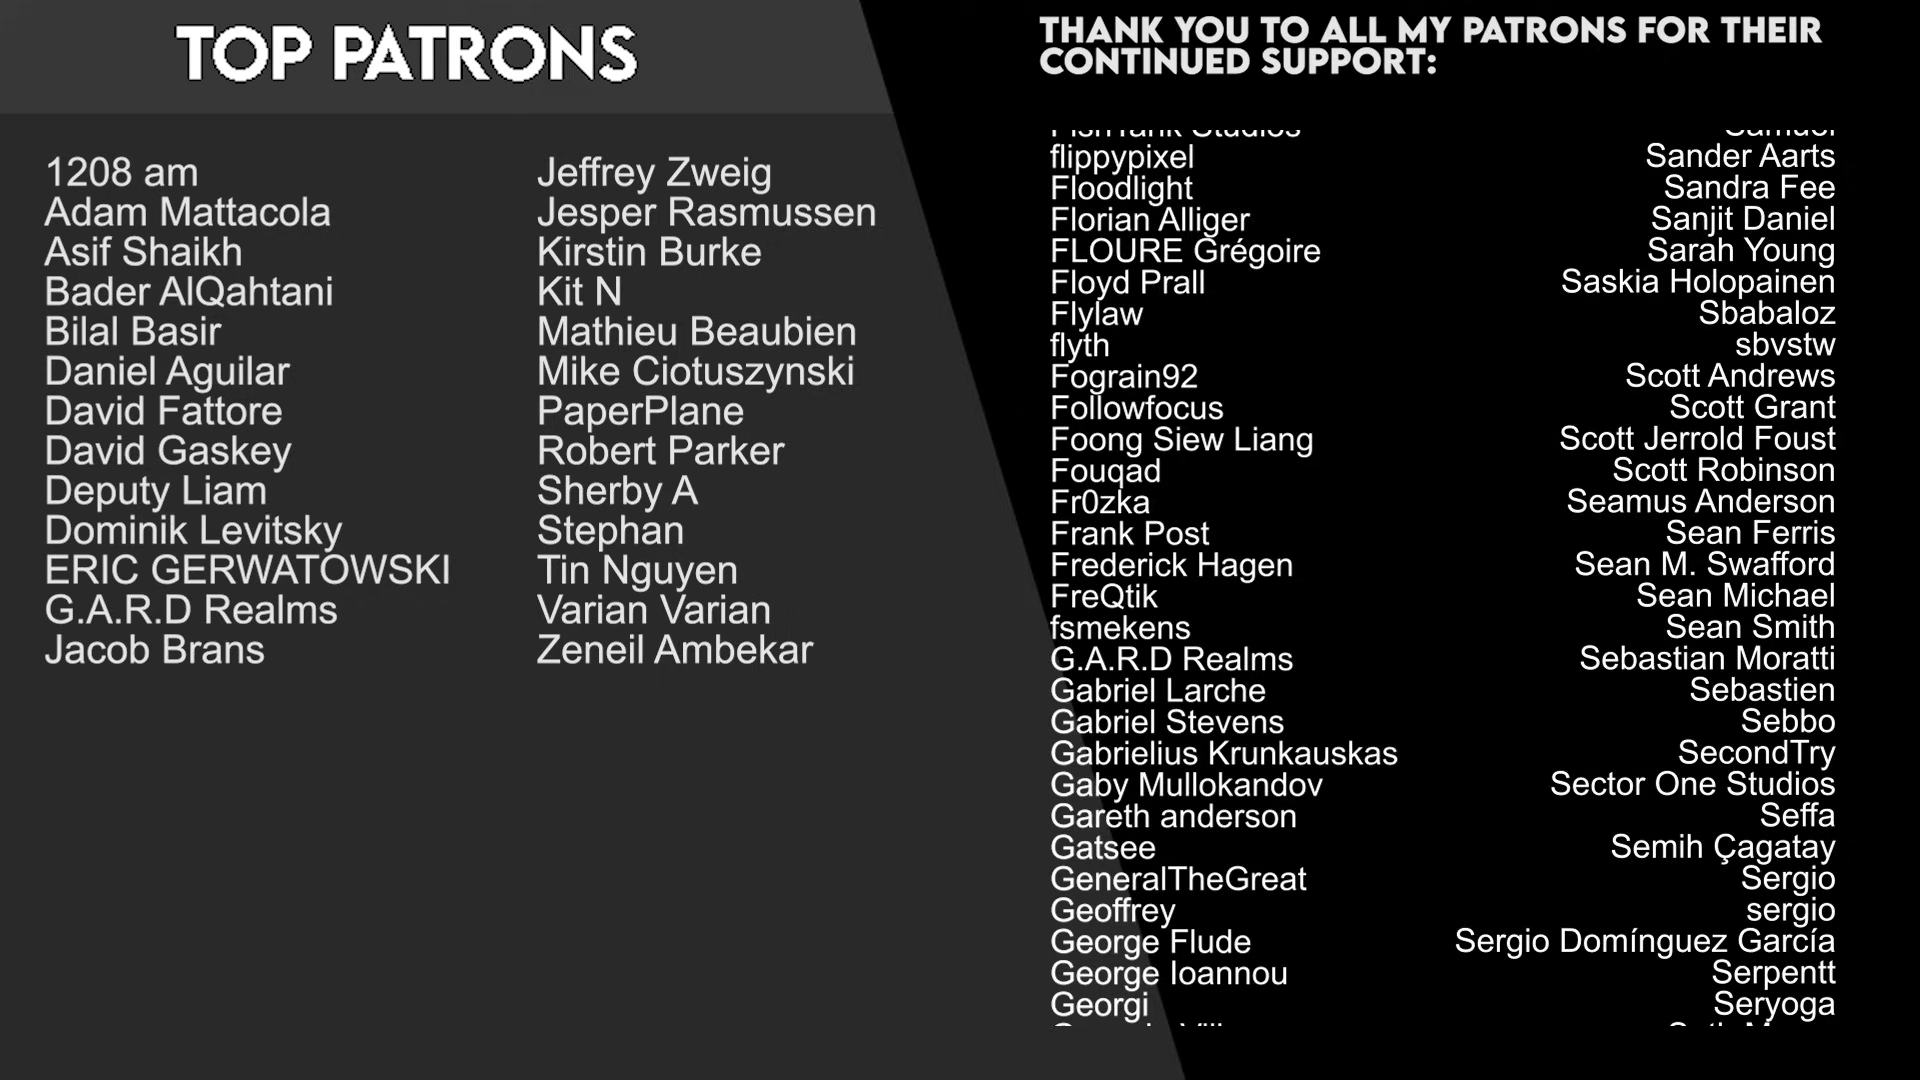 TOP PATRONS
1208 am
Adam Mattacola
Asif Shaikh
Bader AlQahtani
Bilal Basir
Daniel Aguilar
David Fattore
David Gaskey
Deputy Liam
Dominik Levitsky
ERIC GERWATOWSKI
G.A.R.D Realms
Jacob Brans
Jeffrey Zweig
Jesper Rasmussen
Kirstin Burke
Kit N
Mathieu Beaubien
Mike Ciotuszynski
PaperPlane
Robert Parker
Sherby A
Stephan
Tin Nguyen
Varian Varian
Zeneil Ambekar
THANK YOU TO ALL MY PATRONS FOR THEIR
CONTINUED SUPPORT:
FishTank Studios
flippypixel
Floodlight
Florian Alliger
FLOURE Grégoire
Floyd Prall
Flylaw
flyth
Fograin92
Followfocus
Foong Siew Liang
Fouqad
Fr0zka
Frank Post
Frederick Hagen
FreQtik
fsmekens
G.A.R.D Realms
Gabriel Larche
Gabriel Stevens
Gabrielius Krunkauskas
Gaby Mullokandov
Gareth anderson
Gatsee
GeneralTheGreat
Geoffrey
George Flude
George Ioannou
Georgi
Samuel
Sander Aarts
Sandra Fee
Sanjit Daniel
Sarah Young
Saskia Holopainen
Sbabaloz
sbvstw
Scott Andrews
Scott Grant
Scott Jerrold Foust
Scott Robinson
Seamus Anderson
Sean Ferris
Sean M. Swafford
Sean Michael
Sean Smith
Sebastian Moratti
Sebastien
Sebbo
SecondTry
Sector One Studios
Seffa
Semih Çagatay
Sergio
sergio
Sergio Domínguez García
Serpentt
Seryoga